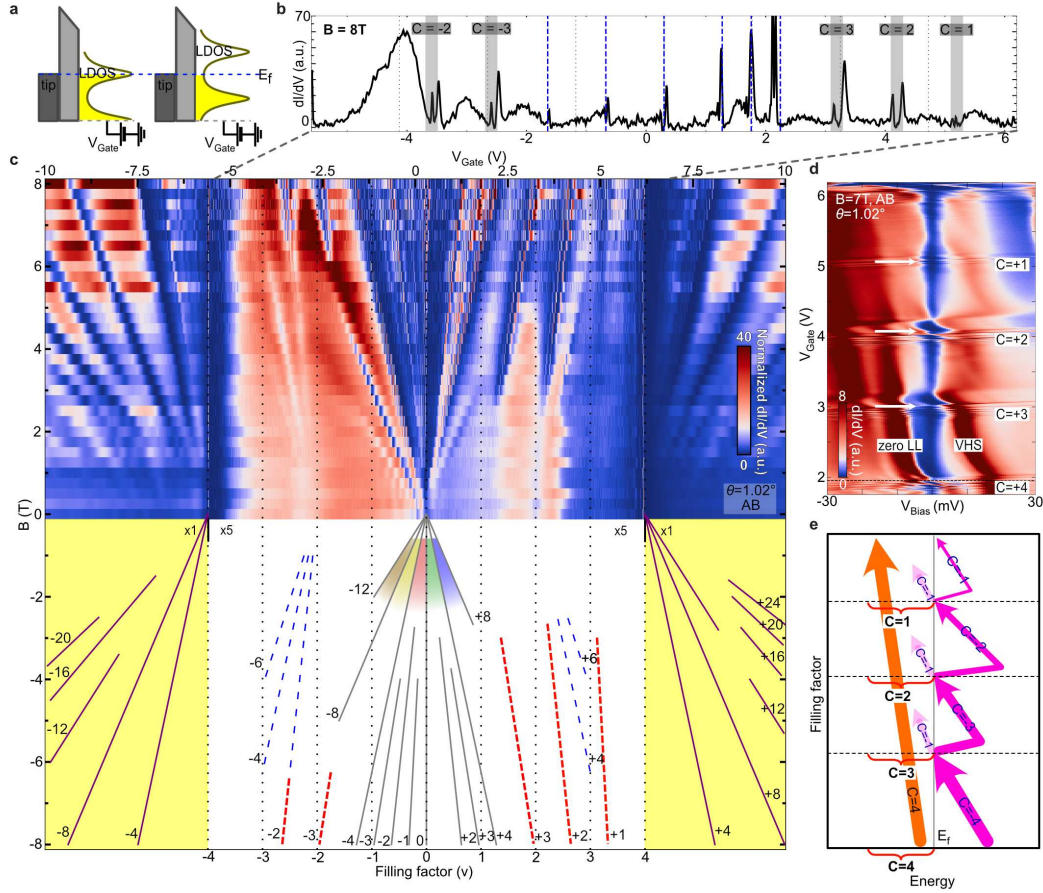 a
LDOS
LDOS
tip
tip
E_f
V_Gate
V_Gate
b
70
0
dI/dV (a.u.)
B = 8T
C = -2
C = -3
C = 3
C = 2
C = 1
-4 -2 0 2 4 6
V_Gate (V)
c
-10 -7.5 -5 -2.5 0 2.5 5 7.5 10
8
6
4
2
0
-2
-4
-6
-8
B (T)
40
0
Normalized dI/dV (a.u.)
θ=1.02°
AB
x1 x5
x5 x1
-12
+8
+24
+20
+16
+12
+8
+4
-20
-16
-12
-8
-4
-6
-4
-8
+6
+4
-2 -3 -4 -3 -2 -1 0 +2 +3 +4 +3 +2 +1
-4 -3 -2 -1 0 1 2 3 4
Filling factor (ν)
d
B=7T, AB
θ=1.02°
6
5
4
3
2
V_Gate (V)
C=+1
C=+2
C=+3
C=+4
8
0
dI/dV (a.u.)
zero LL
VHS
-30 30
V_Bias (mV)
e
Filling factor
C=-1
C=-1
C=1
C=-2
C=-1
C=2
C=-3
C=-1
C=3
C=4
C=-4
E_f
C=4
Energy